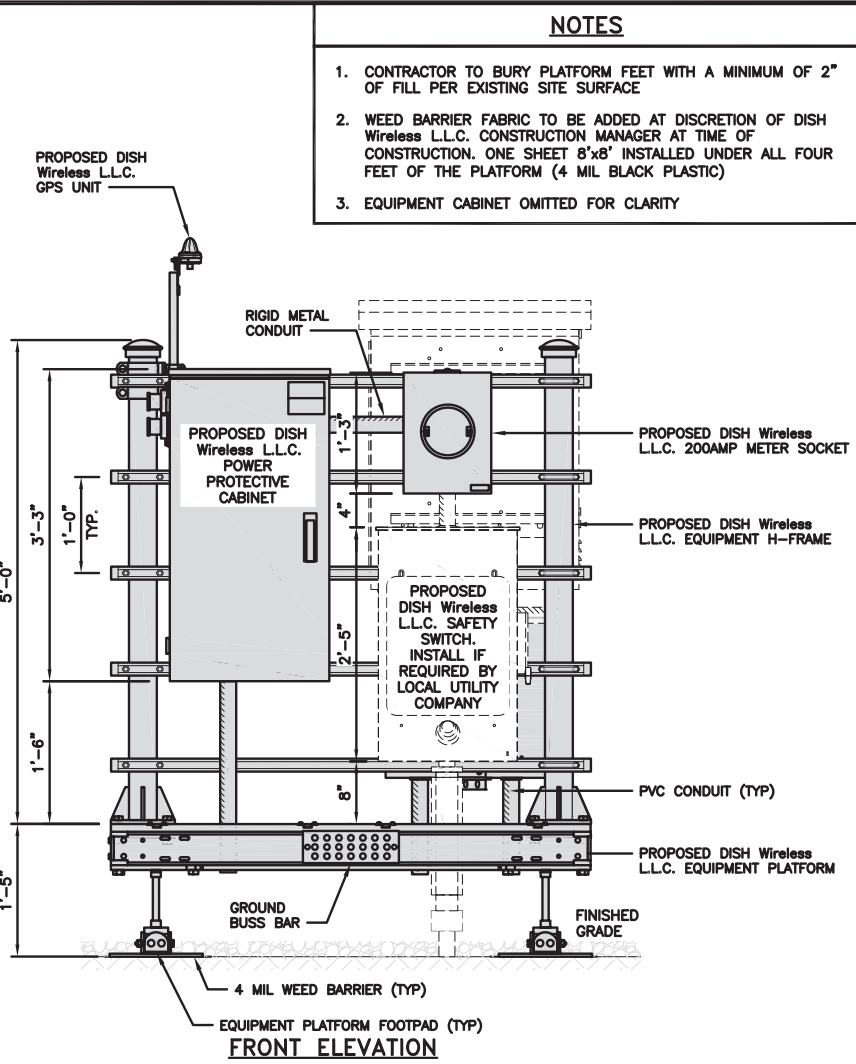 NOTES
1. CONTRACTOR TO BURY PLATFORM FEET WITH A MINIMUM OF 2"
OF FILL PER EXISTING SITE SURFACE
2. WEED BARRIER FABRIC TO BE ADDED AT DISCRETION OF DISH
Wireless L.L.C. CONSTRUCTION MANAGER AT TIME OF
CONSTRUCTION. ONE SHEET 8'x8' INSTALLED UNDER ALL FOUR
FEET OF THE PLATFORM (4 MIL BLACK PLASTIC)
3. EQUIPMENT CABINET OMITTED FOR CLARITY
PROPOSED DISH
Wireless L.L.C.
GPS UNIT
RIGID METAL
CONDUIT
PROPOSED DISH
Wireless L.L.C.
POWER
PROTECTIVE
CABINET
1'-3"
PROPOSED DISH Wireless
L.L.C. 200AMP METER SOCKET
4"
PROPOSED DISH Wireless
L.L.C. EQUIPMENT H-FRAME
5'-0"
3'-3"
1'-0"
TYP.
PROPOSED
DISH Wireless
L.L.C. SAFETY
SWITCH.
INSTALL IF
REQUIRED BY
LOCAL UTILITY
COMPANY
2'-5"
1'-6"
8"
PVC CONDUIT (TYP)
PROPOSED DISH Wireless
L.L.C. EQUIPMENT PLATFORM
1'-5"
GROUND
BUSS BAR
FINISHED
GRADE
4 MIL WEED BARRIER (TYP)
EQUIPMENT PLATFORM FOOTPAD (TYP)
FRONT ELEVATION